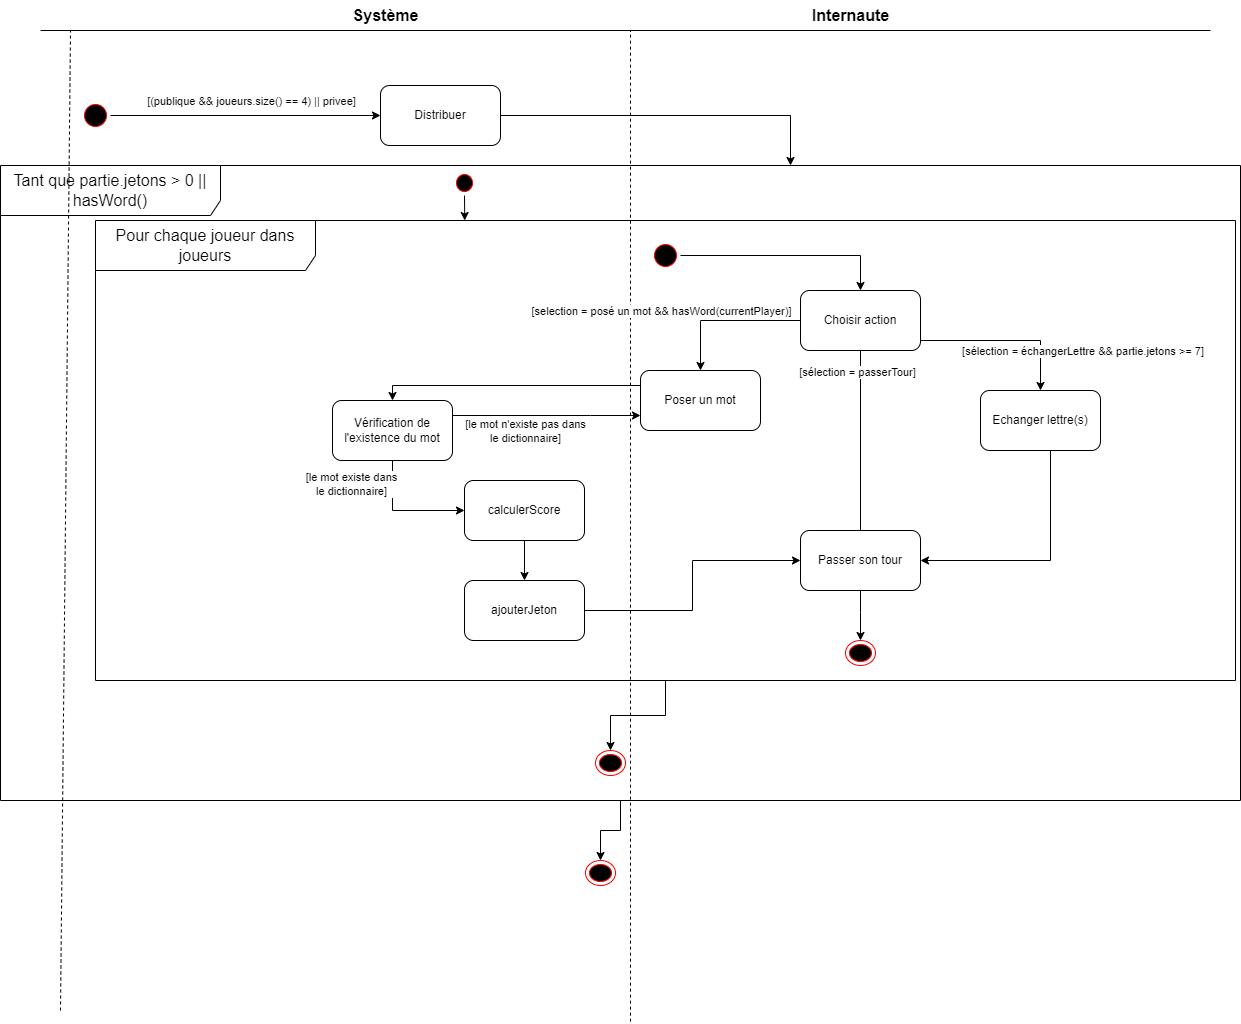 Système
Internaute
[(publique && joueurs.size() == 4) || privee]
Distribuer
Tant que partie.jetons > 0 ||
hasWord()
Pour chaque joueur dans
joueurs
[selection = posé un mot && hasWord(currentPlayer)]
Choisir action
[sélection = échangerLettre && partie.jetons >= 7]
[sélection = passerTour]
Poser un mot
Echanger lettre(s)
Vérification de
l'existence du mot
[le mot n'existe pas dans
le dictionnaire]
[le mot existe dans
le dictionnaire]
calculerScore
Passer son tour
ajouterJeton